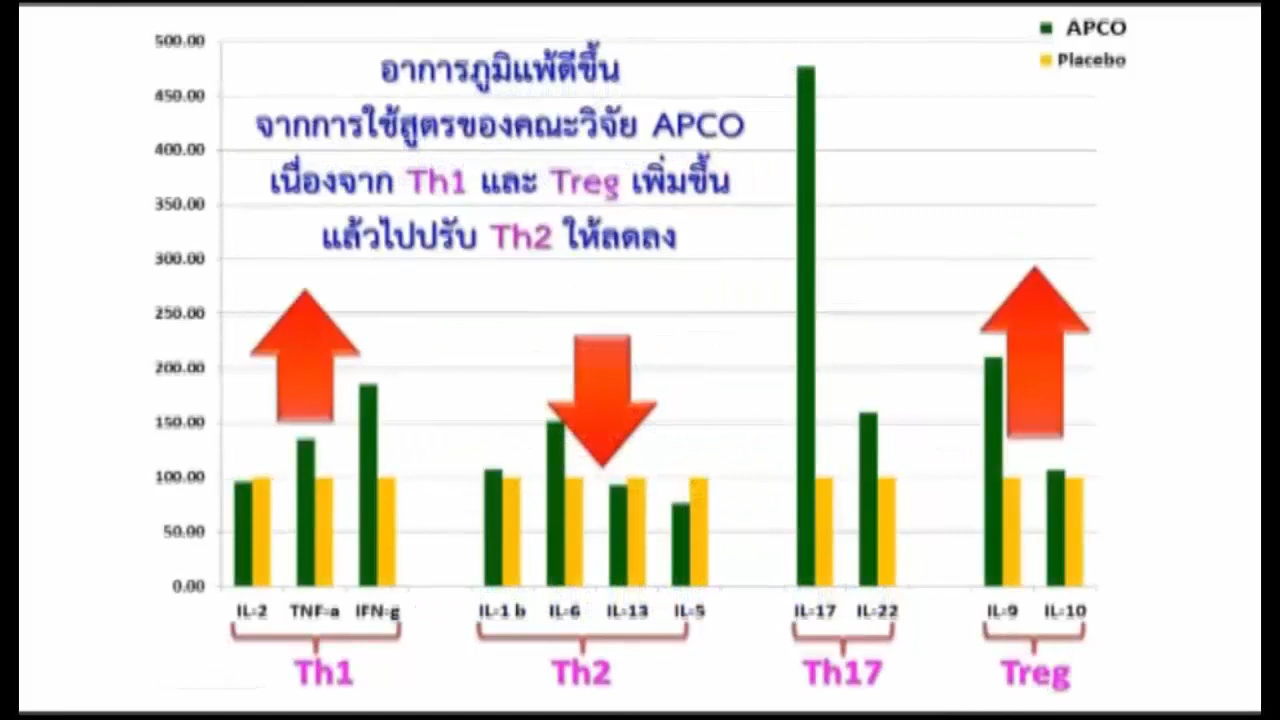 APCO
Placebo
อาการภูมิแพ้ดีขึ้น
จากการใช้สูตรของคณะวิจัย APCO
เนื่องจาก Th1 และ Treg เพิ่มขึ้น
แล้วไปปรับ Th2 ให้ลดลง
500.00
450.00
400.00
350.00
300.00
250.00
200.00
150.00
100.00
50.00
0.00
IL-2 TNF-a IFN-g IL-1 b IL-6 IL-13 IL-5 IL-17 IL-22 IL-9 IL-10
Th1 Th2 Th17 Treg